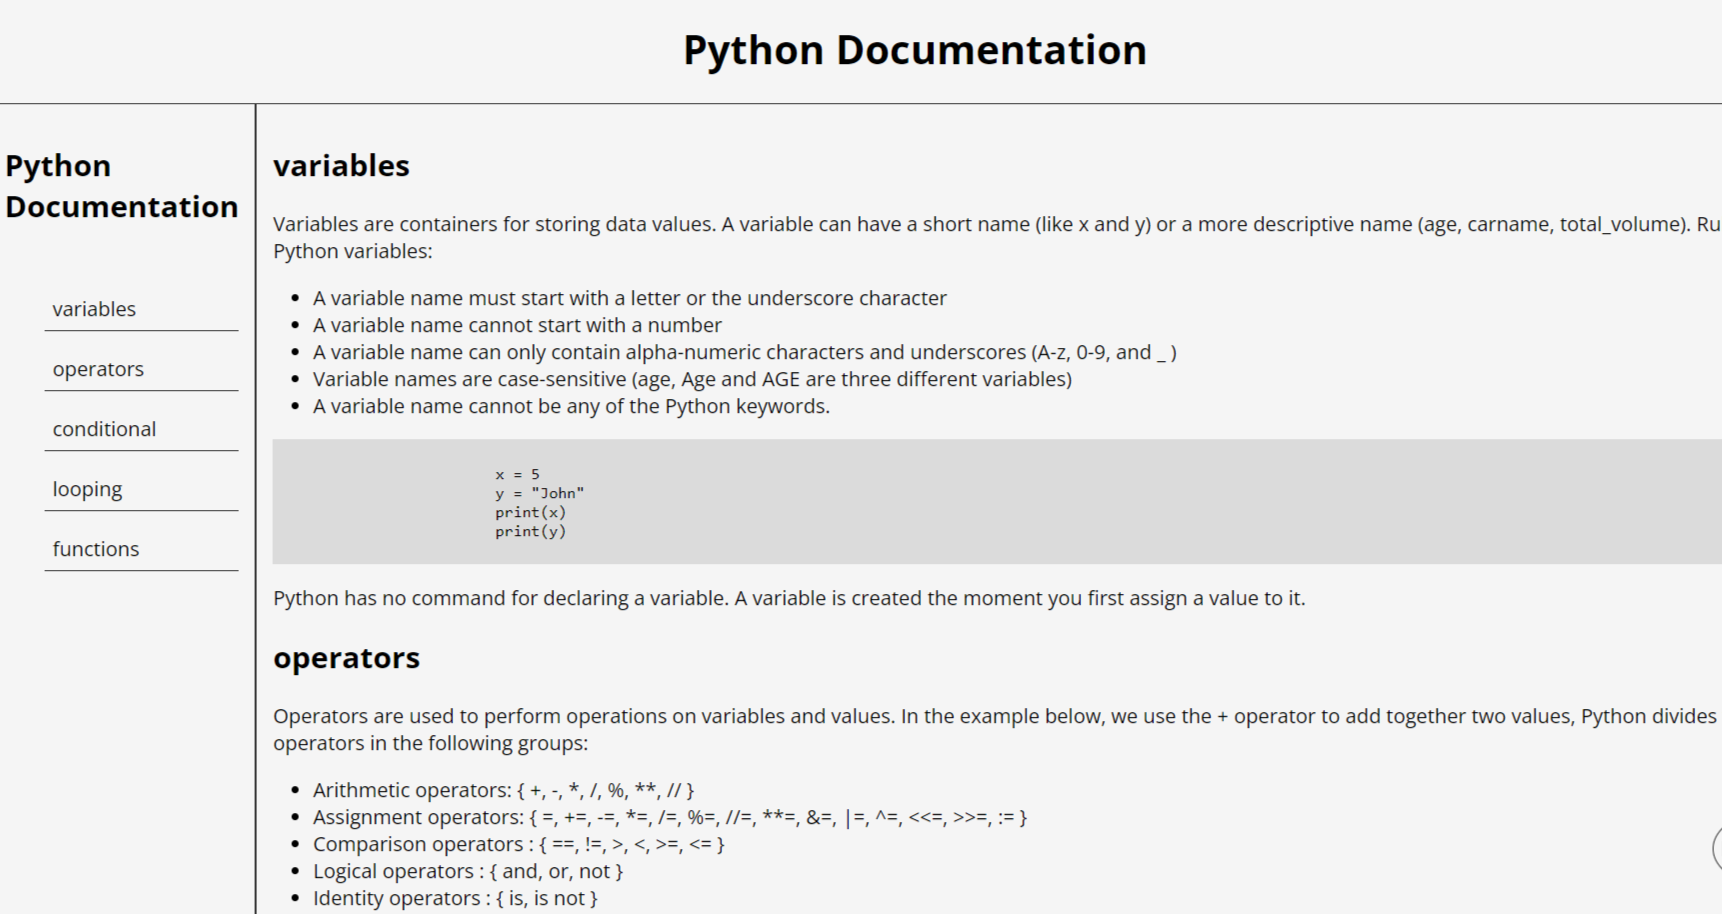 Python Documentation
Python
Documentation
variables
operators
conditional
looping
functions
variables
Variables are containers for storing data values. A variable can have a short name (like x and y) or a more descriptive name (age, carname, total_volume).
Python variables:
A variable name must start with a letter or the underscore character
A variable name cannot start with a number
A variable name can only contain alpha-numeric characters and underscores (A-z, 0-9, and _ )
Variable names are case-sensitive (age, Age and AGE are three different variables)
A variable name cannot be any of the Python keywords.
x = 5
y = "John"
print(x)
print(y)
Python has no command for declaring a variable. A variable is created the moment you first assign a value to it.
operators
Operators are used to perform operations on variables and values. In the example below, we use the + operator to add together two values, Python divides
operators in the following groups:
Arithmetic operators: { +, -, *, /, %, **, // }
Assignment operators: { =, +=, -=, *=, /=, %=, //=, **=, &=, |=, ^=, <<=, >>=, := }
Comparison operators : { ==, !=, >, <, >=, <= }
Logical operators : { and, or, not }
Identity operators : { is, is not }